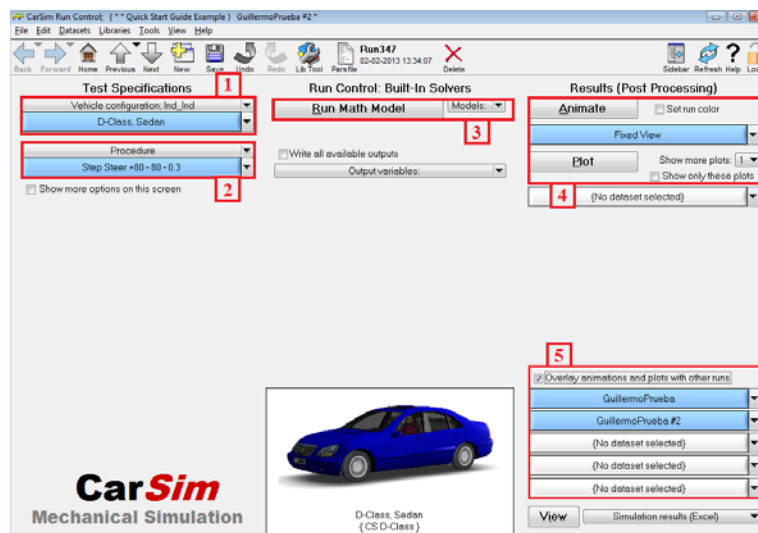 CarSim Run Control; { * * Quick Start Guide Example } GuillermoPrueba #2 *
File Edit Datasets Libraries Tools View Help
Back Forward Home Previous Next New Save Undo Redo Lib Tool Parsfile
Run347
02-02-2013 13:34:07
Delete Sidebar Refresh Help
Test Specifications
1
Vehicle configuration: Ind_Ind
D-Class, Sedan
Procedure
Step Steer +80 - 80 - 0.3
2
Show more options on this screen
Run Control: Built-In Solvers
Run Math Model
Models:
3
Write all available outputs
Output variables:
Results (Post Processing)
Animate
Set run color
Fixed View
Plot
Show more plots: 1
Show only these plots
4
{No dataset selected}
5
Overlay animations and plots with other runs
GuillermoPrueba
GuillermoPrueba #2
{No dataset selected}
{No dataset selected}
{No dataset selected}
View
Simulation results (Excel)
D-Class, Sedan
{ CS D-Class }
CarSim
Mechanical Simulation